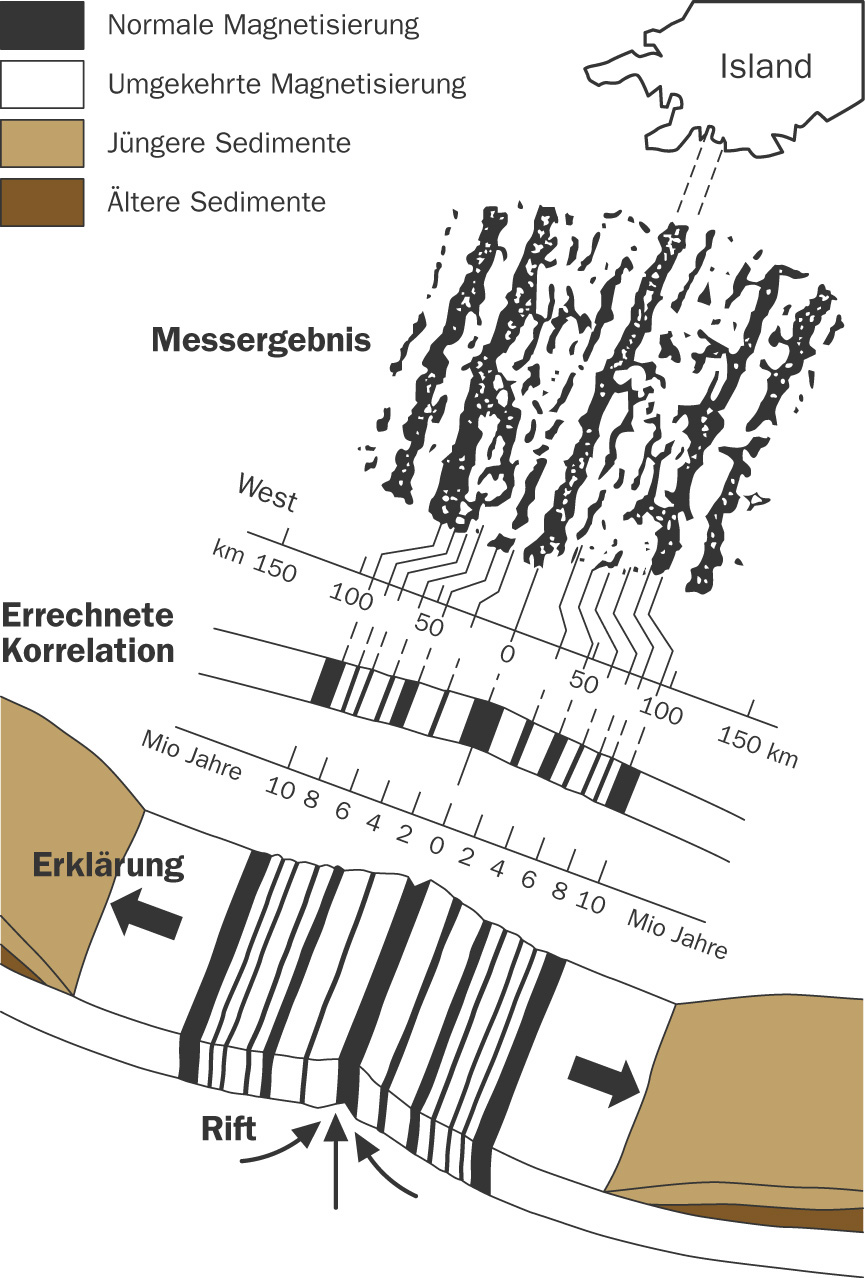 Normale Magnetisierung
Umgekehrte Magnetisierung
Jüngere Sedimente
Ältere Sedimente
Island
Messergebnis
West
km 150 100 50 0 50 100 150 km
Errechnete
Korrelation
Mio Jahre 10 8 6 4 2 0 2 4 6 8 10 Mio Jahre
Erklärung
Rift